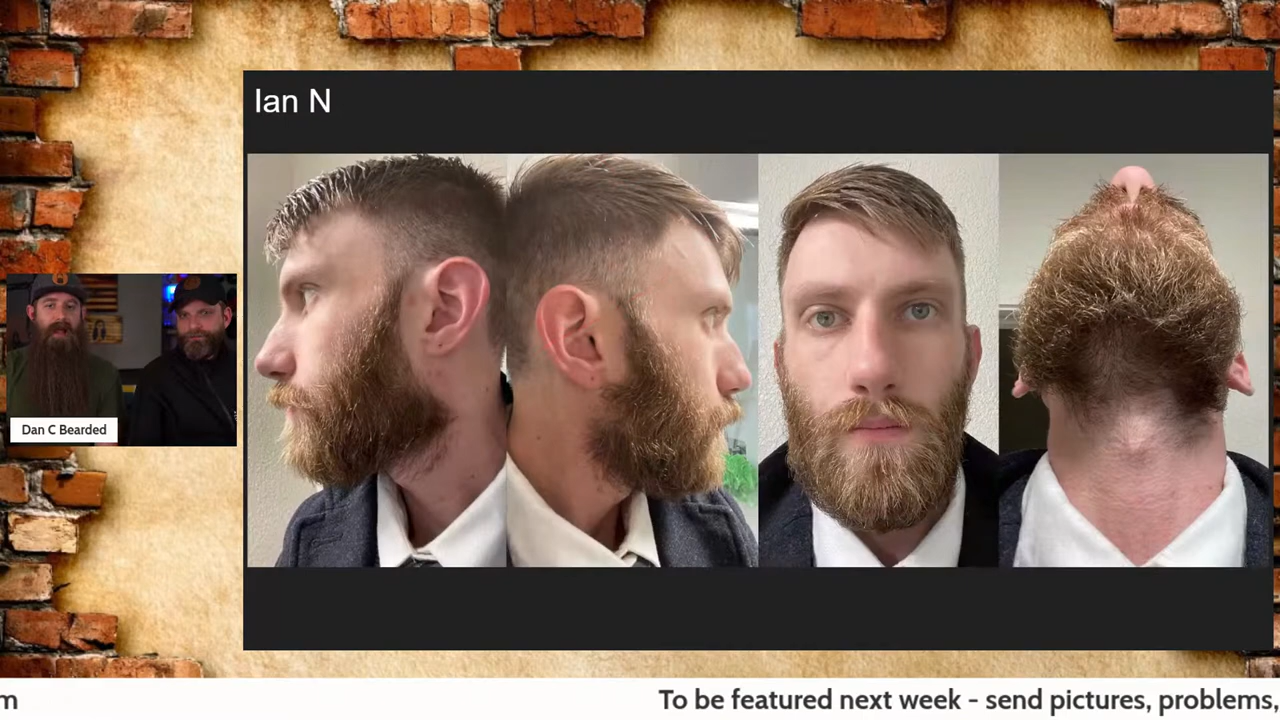 Ian N
Dan C Bearded
m
To be featured next week - send pictures, problems,